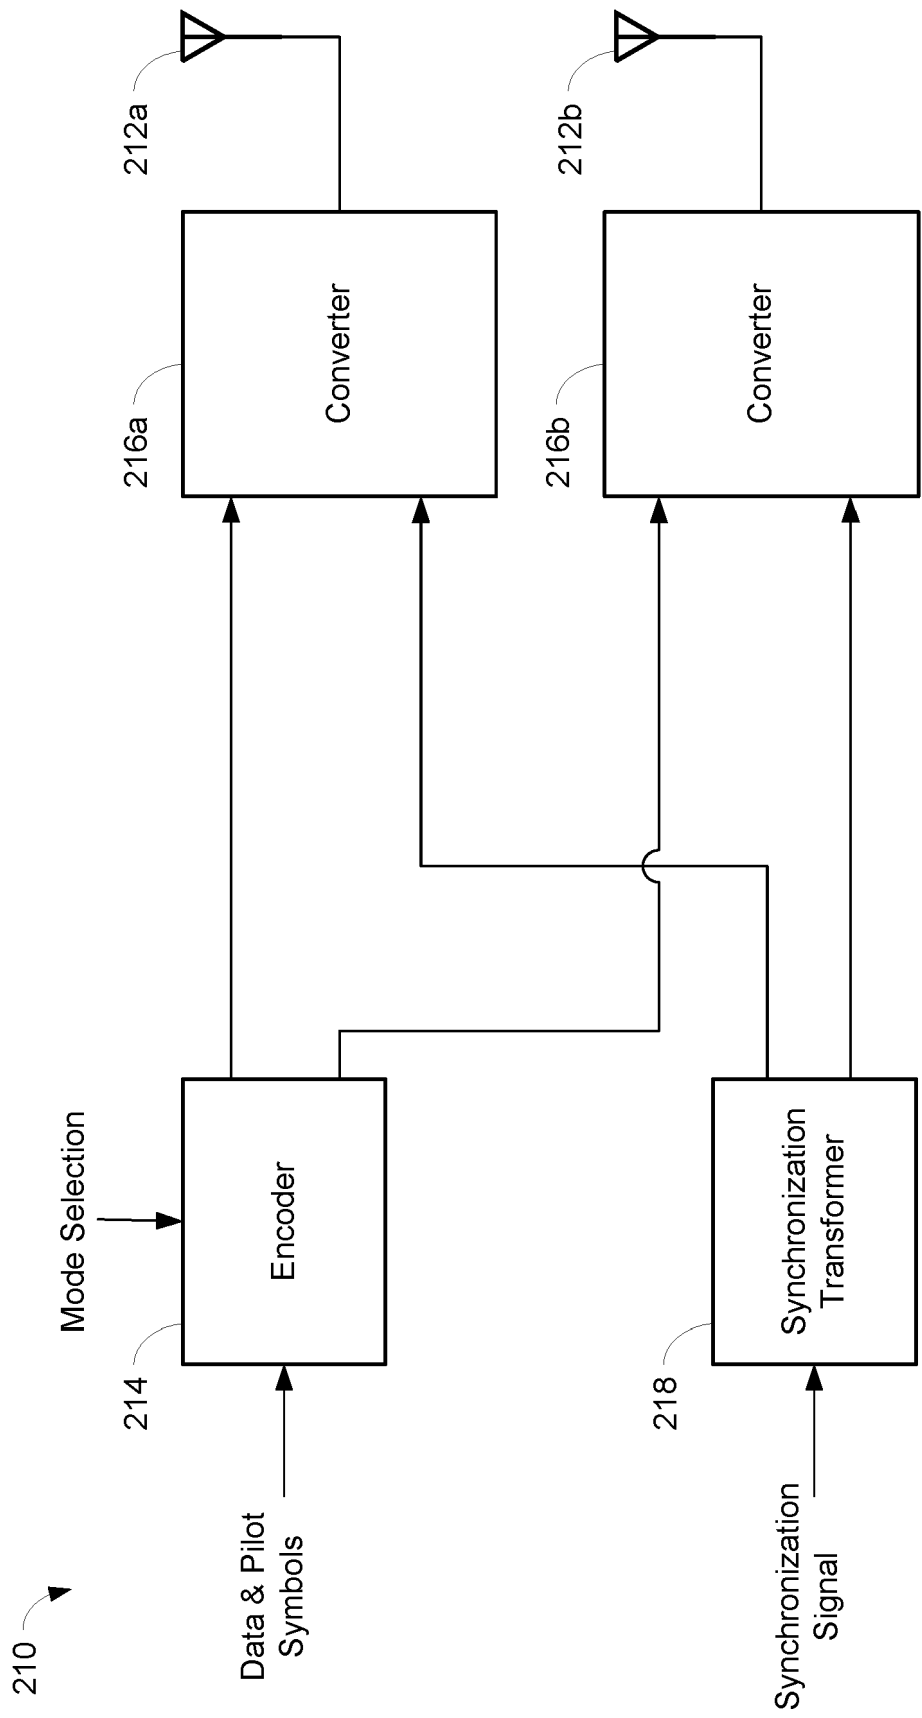 210
Mode Selection
214
Data & Pilot
Symbols
Encoder
216a
Converter
212a
218
Synchronization
Signal
Synchronization
Transformer
216b
Converter
212b